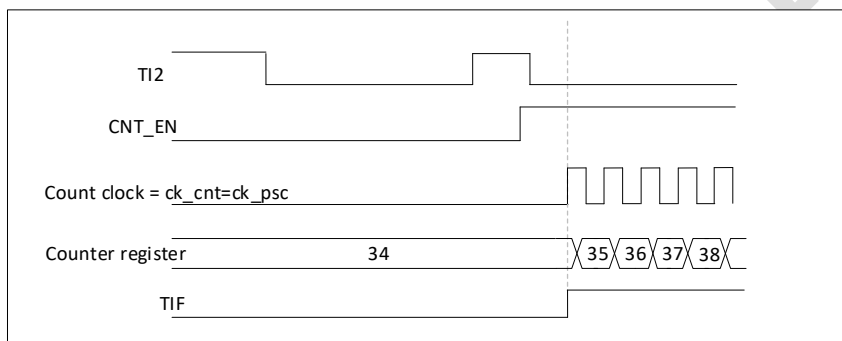 TI2
CNT_EN
Count clock = ck_cnt=ck_psc
Counter register 34 35 36 37 38
TIF